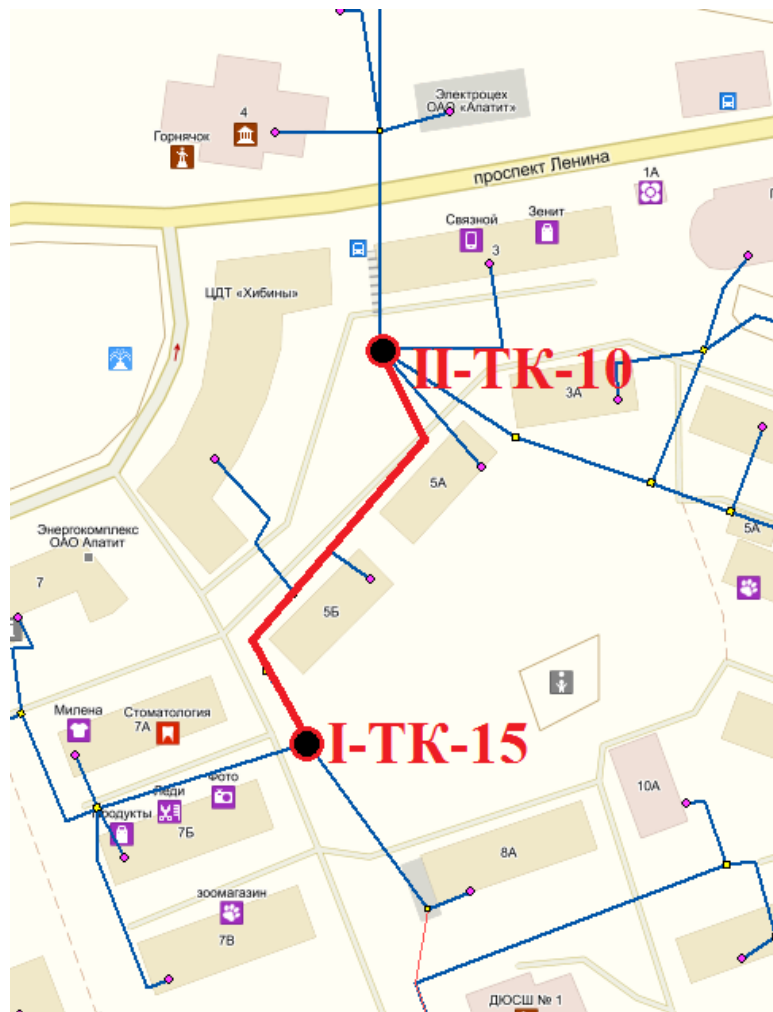 Электроцех
ОАО «Апатит»
4
Горнячок
проспект Ленина
1А
Связной
Зенит
3
ЦДТ «Хибины»
II-ТК-10
3А
5А
5А
Энергокомплекс
ОАО Апатит
7
5Б
Милена
Стоматология
7А
I-ТК-15
Леди
Фото
Продукты
7Б
10А
8А
зоомагазин
7В
ДЮСШ № 1